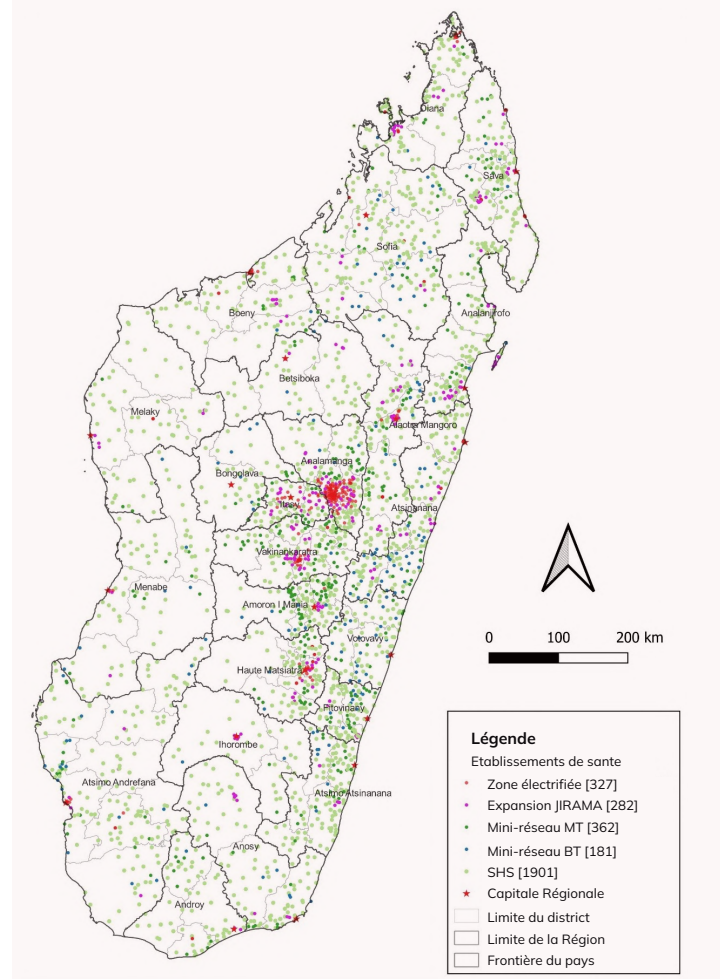 Diana
Sava
Sofia
Boeny
Analanjirofo
Betsiboka
Melaky
Alaotra Mangoro
Analamanga
Bongolava
Itasy
Atsinanana
Vakinankaratra
Menabe
Amoron I Mania
Vatovavy
Haute Matsiatra
Fitovinany
Ihorombe
Atsimo Andrefana
Atsimo Atsinanana
Anosy
Androy
0 100 200 km
Légende
Etablissements de sante
Zone électrifiée [327]
Expansion JIRAMA [282]
Mini-réseau MT [362]
Mini-réseau BT [181]
SHS [1901]
Capitale Régionale
Limite du district
Limite de la Région
Frontière du pays